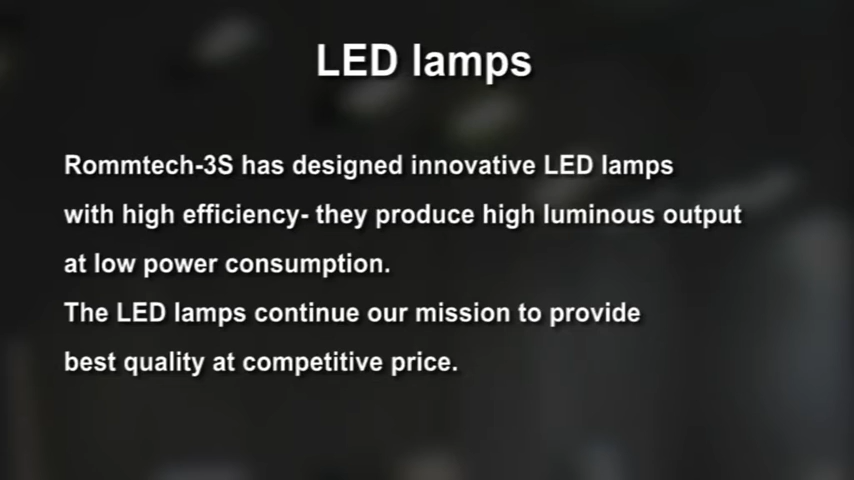 LED lamps
Rommtech-3S has designed innovative LED lamps
with high efficiency- they produce high luminous output
at low power consumption.
The LED lamps continue our mission to provide
best quality at competitive price.